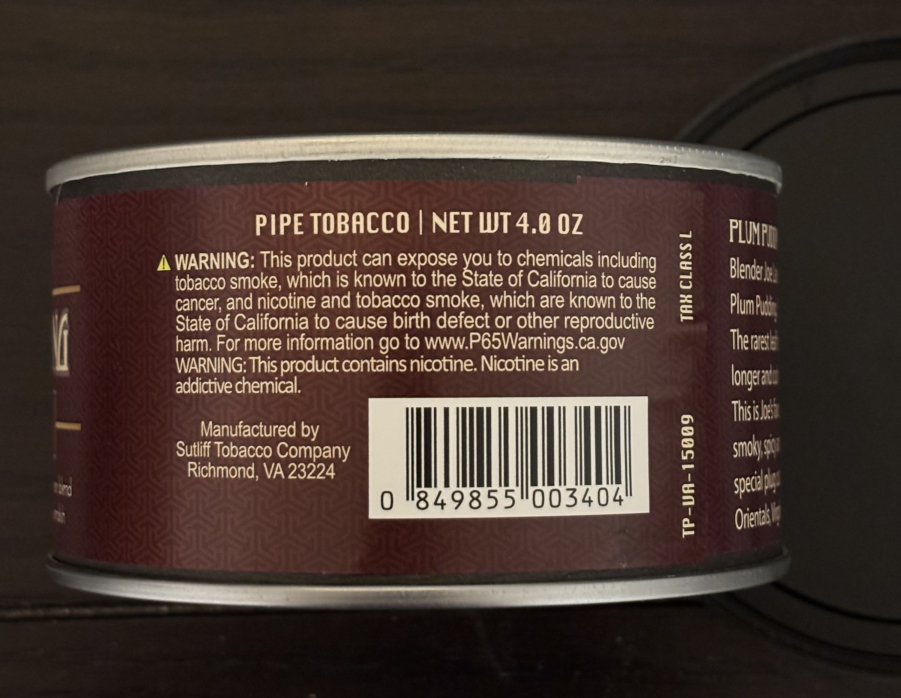 PIPE TOBACCO | NET WT 4.0 OZ
⚠ WARNING: This product can expose you to chemicals including
tobacco smoke, which is known to the State of California to cause
cancer, and nicotine and tobacco smoke, which are known to the
State of California to cause birth defect or other reproductive
harm. For more information go to www.P65Warnings.ca.gov
WARNING: This product contains nicotine. Nicotine is an
addictive chemical.
Manufactured by
Sutliff Tobacco Company
Richmond, VA 23224
0 849855 003404
TAX CLASS L
TP-VA-15009
PLUM
Blender Joe
Plum Pudding
The rarest
longer and
This is Joe's
smoky,
special plug
Orientals,